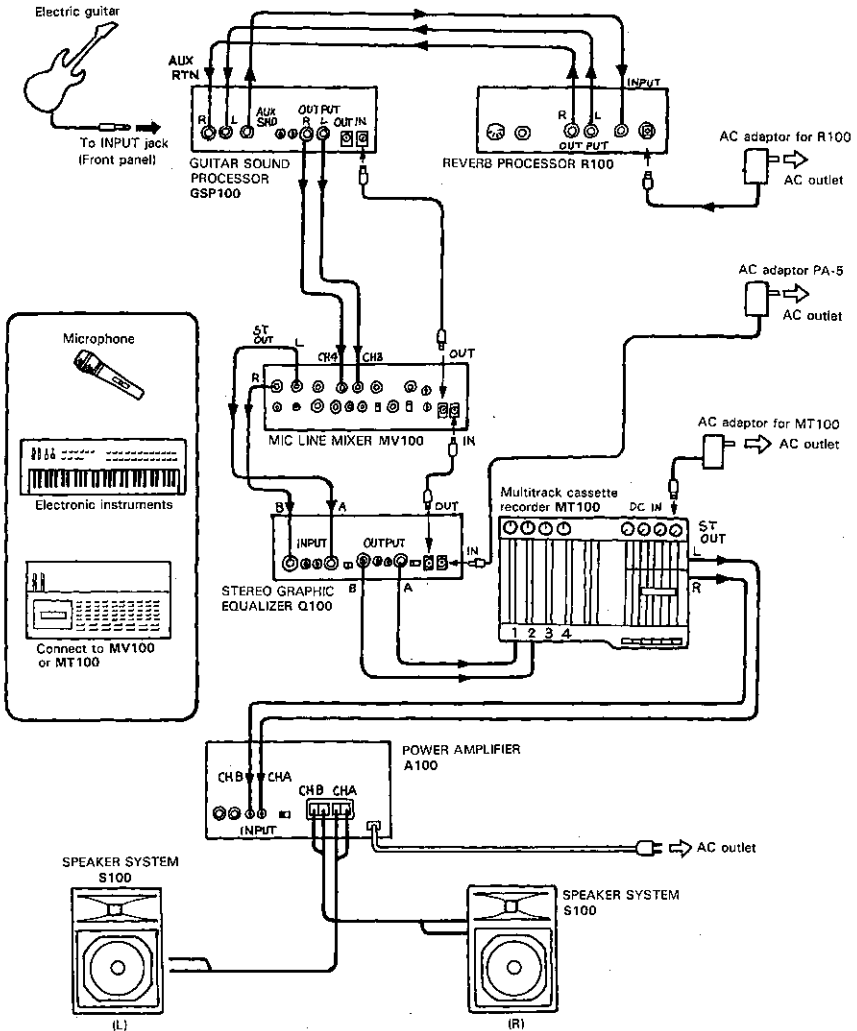 Electric guitar
AUX
RTN
R
L
AUX
SND
OUTPUT
R
L
OUT IN
To INPUT jack
(Front panel)
GUITAR SOUND
PROCESSOR
GSP100
INPUT
R
L
OUTPUT
REVERB PROCESSOR R100
AC adaptor for R100
AC outlet
AC adaptor PA-5
AC outlet
Microphone
Electronic instruments
Connect to MV100
or MT100
ST
OUT
L
R
CH4
CH3
OUT
MIC LINE MIXER MV100
IN
AC adaptor for MT100
AC outlet
B
A
INPUT
OUTPUT
OUT
IN
B
A
STEREO GRAPHIC
EQUALIZER Q100
Multitrack cassette
recorder MT100
DC IN
ST
OUT
L
R
1 2 3 4
POWER AMPLIFIER
A100
CHB
CHA
CHB CHA
INPUT
AC outlet
SPEAKER SYSTEM
S100
(L)
SPEAKER SYSTEM
S100
(R)